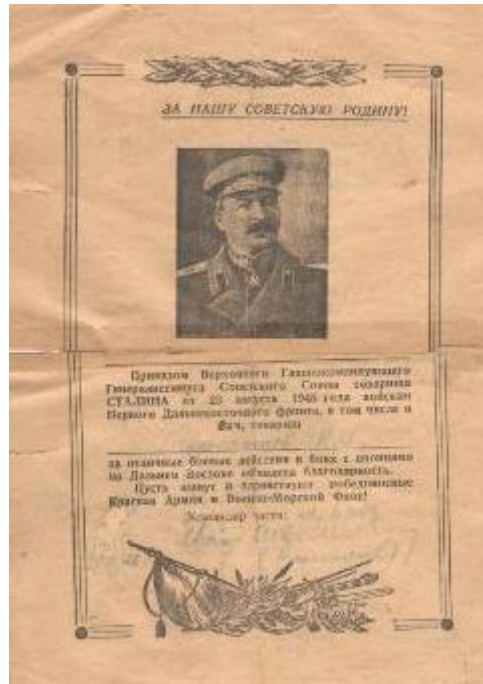 ЗА НАШУ СОВЕТСКУЮ РОДИНУ!
Приказом Верховного Главнокомандующего
Генералиссимуса Советского Союза товарища
СТАЛИНА от 23 августа 1945 года войскам
Первого Дальневосточного фронта, в том числе и
Вам, товарищ
за отличные боевые действия в боях с японцами
на Дальнем Востоке объявлена благодарность.
Пусть живут и здравствуют победоносные
Красная Армия и Военно-Морской Флот!
Командир части: